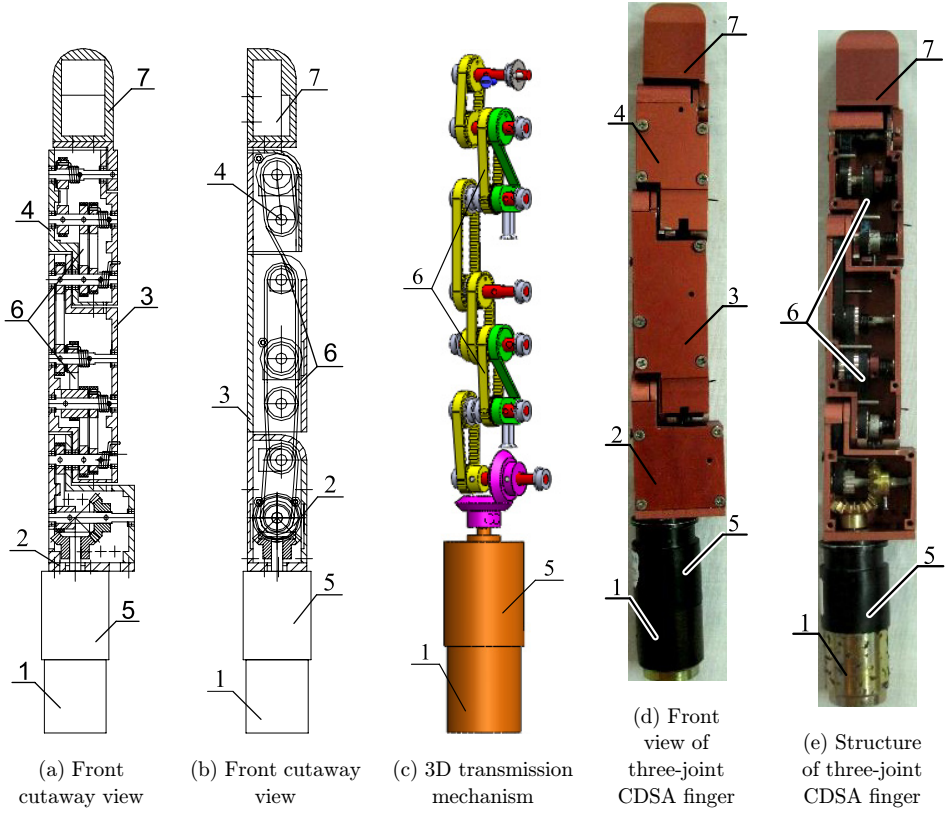 7
4
6
3
2
5
1
(a) Front
cutaway view
7
4
6
3
2
5
1
(b) Front cutaway
view
6
5
1
(c) 3D transmission
mechanism
7
4
3
2
5
1
(d) Front
view of
three-joint
CDSA finger
7
6
5
1
(e) Structure
of three-joint
CDSA finger